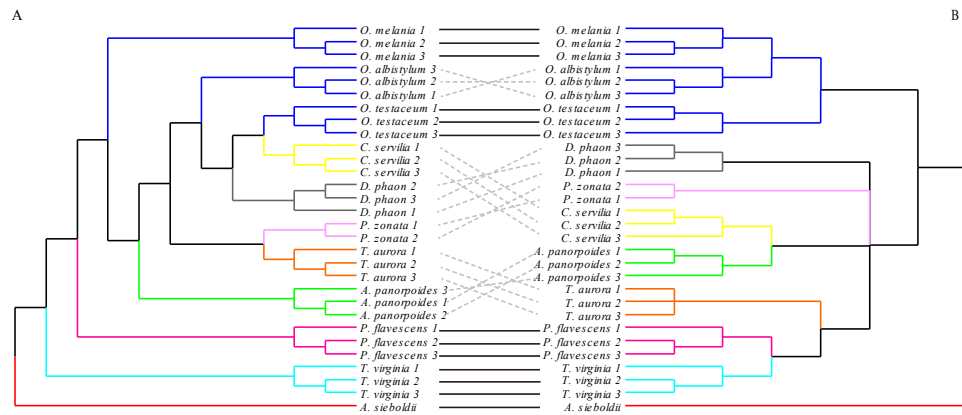 A B
O. melania 1 O. melania 1
O. melania 2 O. melania 2
O. melania 3 O. melania 3
O. albistylum 3 O. albistylum 1
O. albistylum 2 O. albistylum 2
O. albistylum 1 O. albistylum 3
O. testaceum 1 O. testaceum 1
O. testaceum 2 O. testaceum 2
O. testaceum 3 O. testaceum 3
C. servilia 1 D. phaon 3
C. servilia 2 D. phaon 2
C. servilia 3 D. phaon 1
D. phaon 2 P. zonata 2
D. phaon 3 P. zonata 1
D. phaon 1 C. servilia 1
P. zonata 1 C. servilia 2
P. zonata 2 C. servilia 3
T. aurora 1 A. panorpoides 1
T. aurora 2 A. panorpoides 2
T. aurora 3 A. panorpoides 3
A. panorpoides 3 T. aurora 1
A. panorpoides 1 T. aurora 2
A. panorpoides 2 T. aurora 3
P. flavescens 1 P. flavescens 1
P. flavescens 2 P. flavescens 2
P. flavescens 3 P. flavescens 3
T. virginia 1 T. virginia 1
T. virginia 2 T. virginia 2
T. virginia 3 T. virginia 3
A. sieboldii A. sieboldii